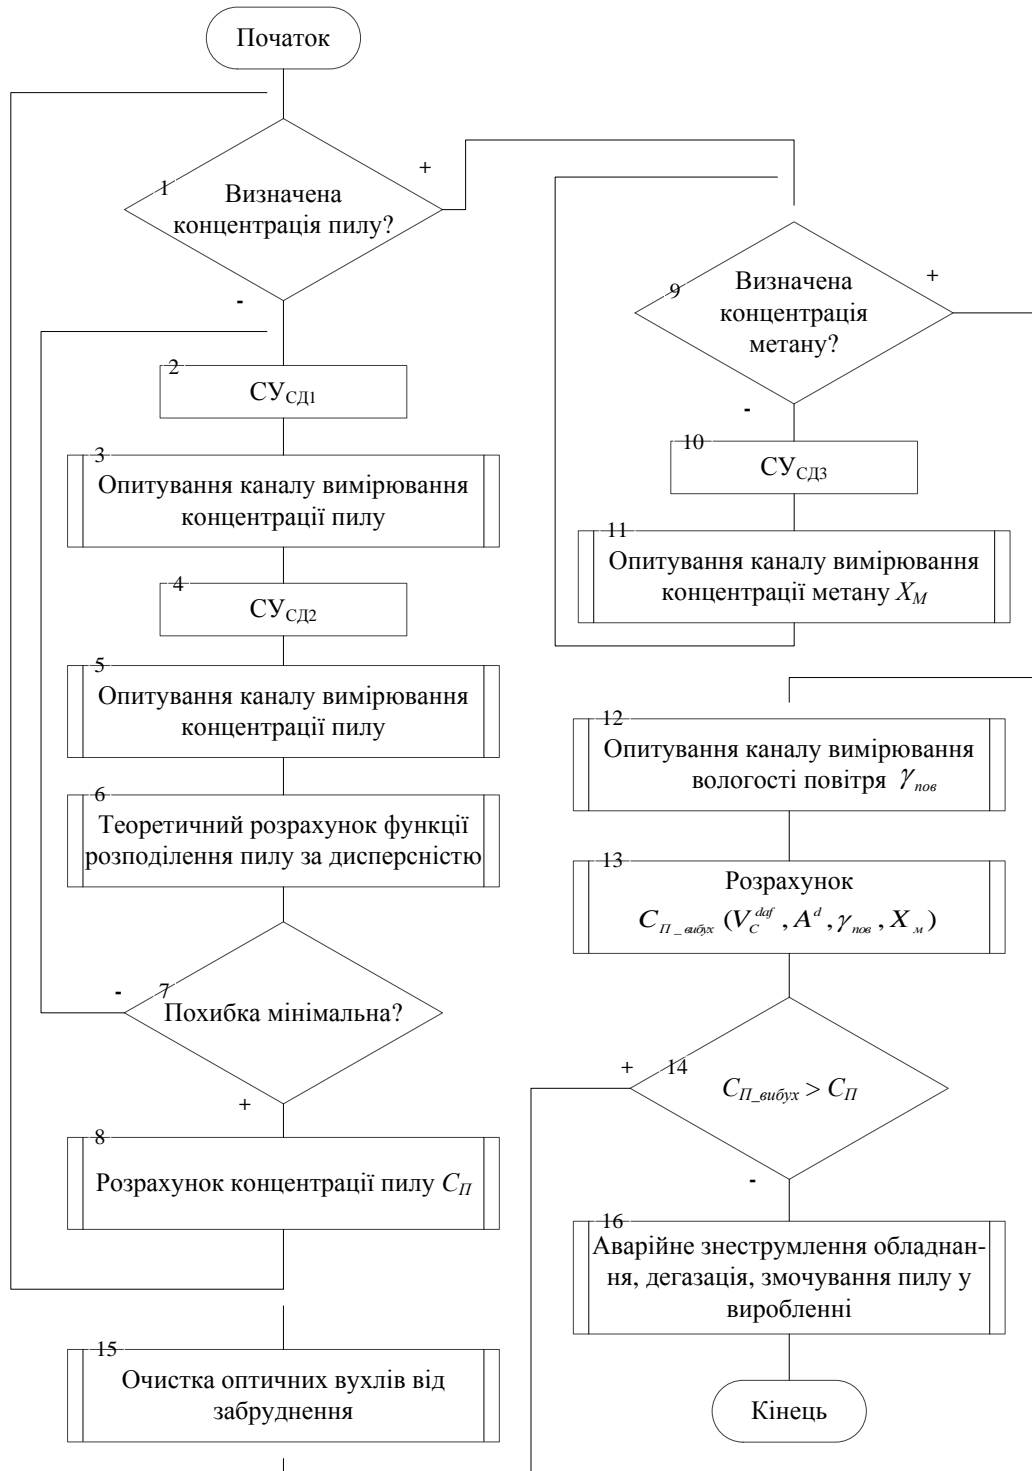 Початок
+
1
Визначена
концентрація пилу?
-
2
СУСД1
3
Опитування каналу вимірювання
концентрації пилу
4
СУСД2
5
Опитування каналу вимірювання
концентрації пилу
6
Теоретичний розрахунок функції
розподілення пилу за дисперсністю
-
7
Похибка мінімальна?
+
8
Розрахунок концентрації пилу CП
15
Очистка оптичних вухлів від
забруднення
+
9
Визначена
концентрація
метану?
-
10
СУСД3
11
Опитування каналу вимірювання
концентрації метану XМ
12
Опитування каналу вимірювання
вологості повітря γпов
13
Розрахунок
CП_вибух (VCdaf, Ad, γпов, Xм)
+
14
CП_вибух > CП
-
16
Аварійне знеструмлення обладнан-
ня, дегазація, змочування пилу у
виробленні
Кінець